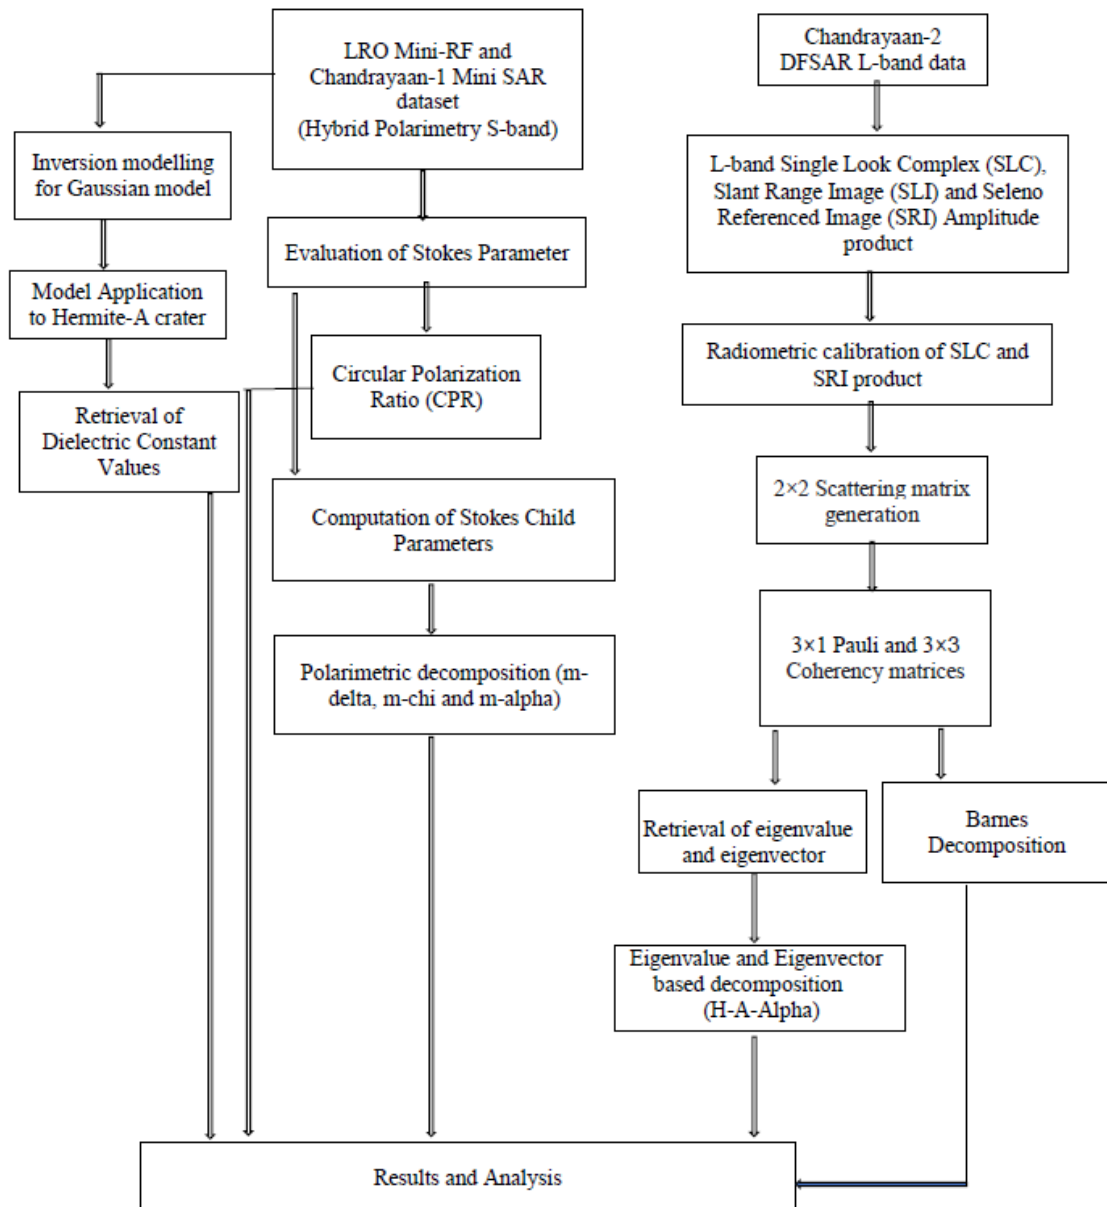 LRO Mini-RF and
Chandrayaan-1 Mini SAR
dataset
(Hybrid Polarimetry S-band)
Chandrayaan-2
DFSAR L-band data
Inversion modelling
for Gaussian model
L-band Single Look Complex (SLC),
Slant Range Image (SLI) and Seleno
Referenced Image (SRI) Amplitude
product
Evaluation of Stokes Parameter
Model Application
to Hermite-A crater
Radiometric calibration of SLC and
SRI product
Circular Polarization
Ratio (CPR)
Retrieval of
Dielectric Constant
Values
2×2 Scattering matrix
generation
Computation of Stokes Child
Parameters
3×1 Pauli and 3×3
Coherency matrices
Polarimetric decomposition (m-
delta, m-chi and m-alpha)
Retrieval of eigenvalue
and eigenvector
Barnes
Decomposition
Eigenvalue and Eigenvector
based decomposition
(H-A-Alpha)
Results and Analysis